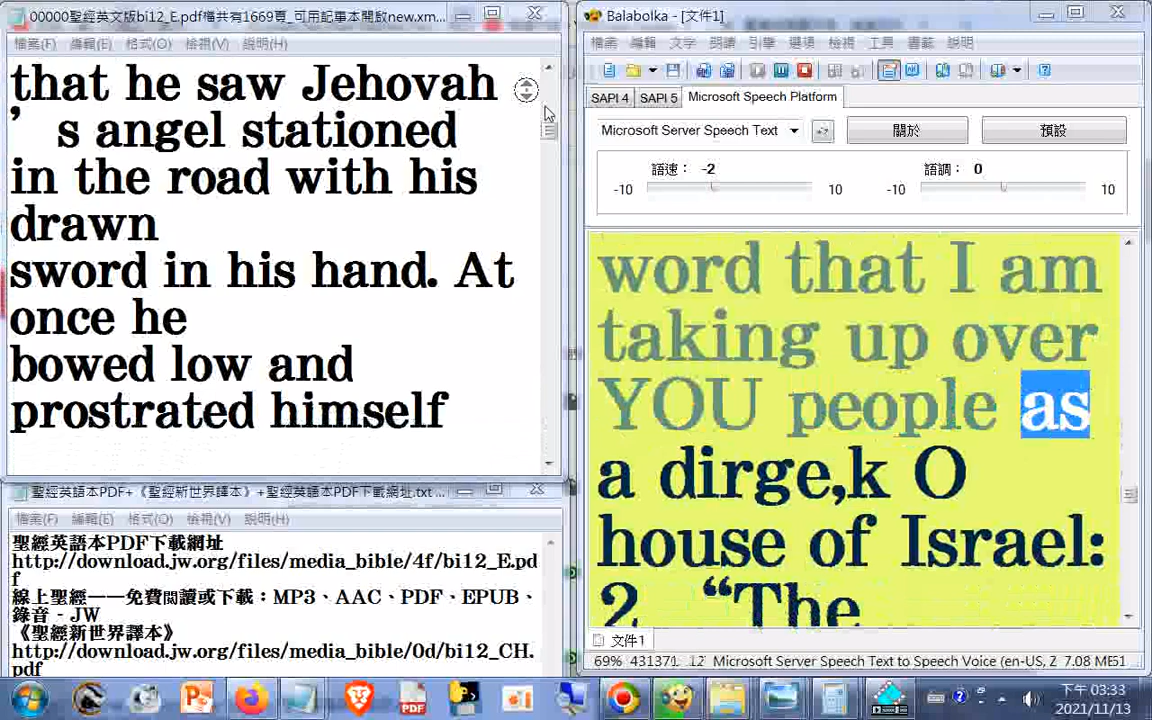 00000聖經英文版bi12_E.pdf檔共有1669頁_可用記事本開啟new.xm...
檔案(F) 編輯(E) 格式(O) 檢視(V) 說明(H)
that he saw Jehovah
’ s angel stationed
in the road with his
drawn
sword in his hand. At
once he
bowed low and
prostrated himself
聖經英語本PDF+《聖經新世界譯本》+聖經英語本PDF下載網址.txt ...
檔案(F) 編輯(E) 格式(O) 檢視(V) 說明(H)
聖經英語本PDF下載網址
http://download.jw.org/files/media_bible/4f/bi12_E.pd
f
線上聖經——免費閱讀或下載：MP3、AAC、PDF、EPUB、
錄音 - JW
《聖經新世界譯本》
http://download.jw.org/files/media_bible/0d/bi12_CH.
pdf
Balabolka - [文件1]
檔案 編輯 文字 朗讀 引擎 選項 檢視 工具 書籤 說明
SAPI 4 SAPI 5 Microsoft Speech Platform
Microsoft Server Speech Text 關於 預設
語速： -2 語調： 0
-10 10 -10 10
word that I am
taking up over
YOU people as
a dirge,k O
house of Israel:
2 “The
文件1
69% 431371 12 Microsoft Server Speech Text to Speech Voice (en-US, Z 7.08 ME51
下午 03:33
2021/11/13